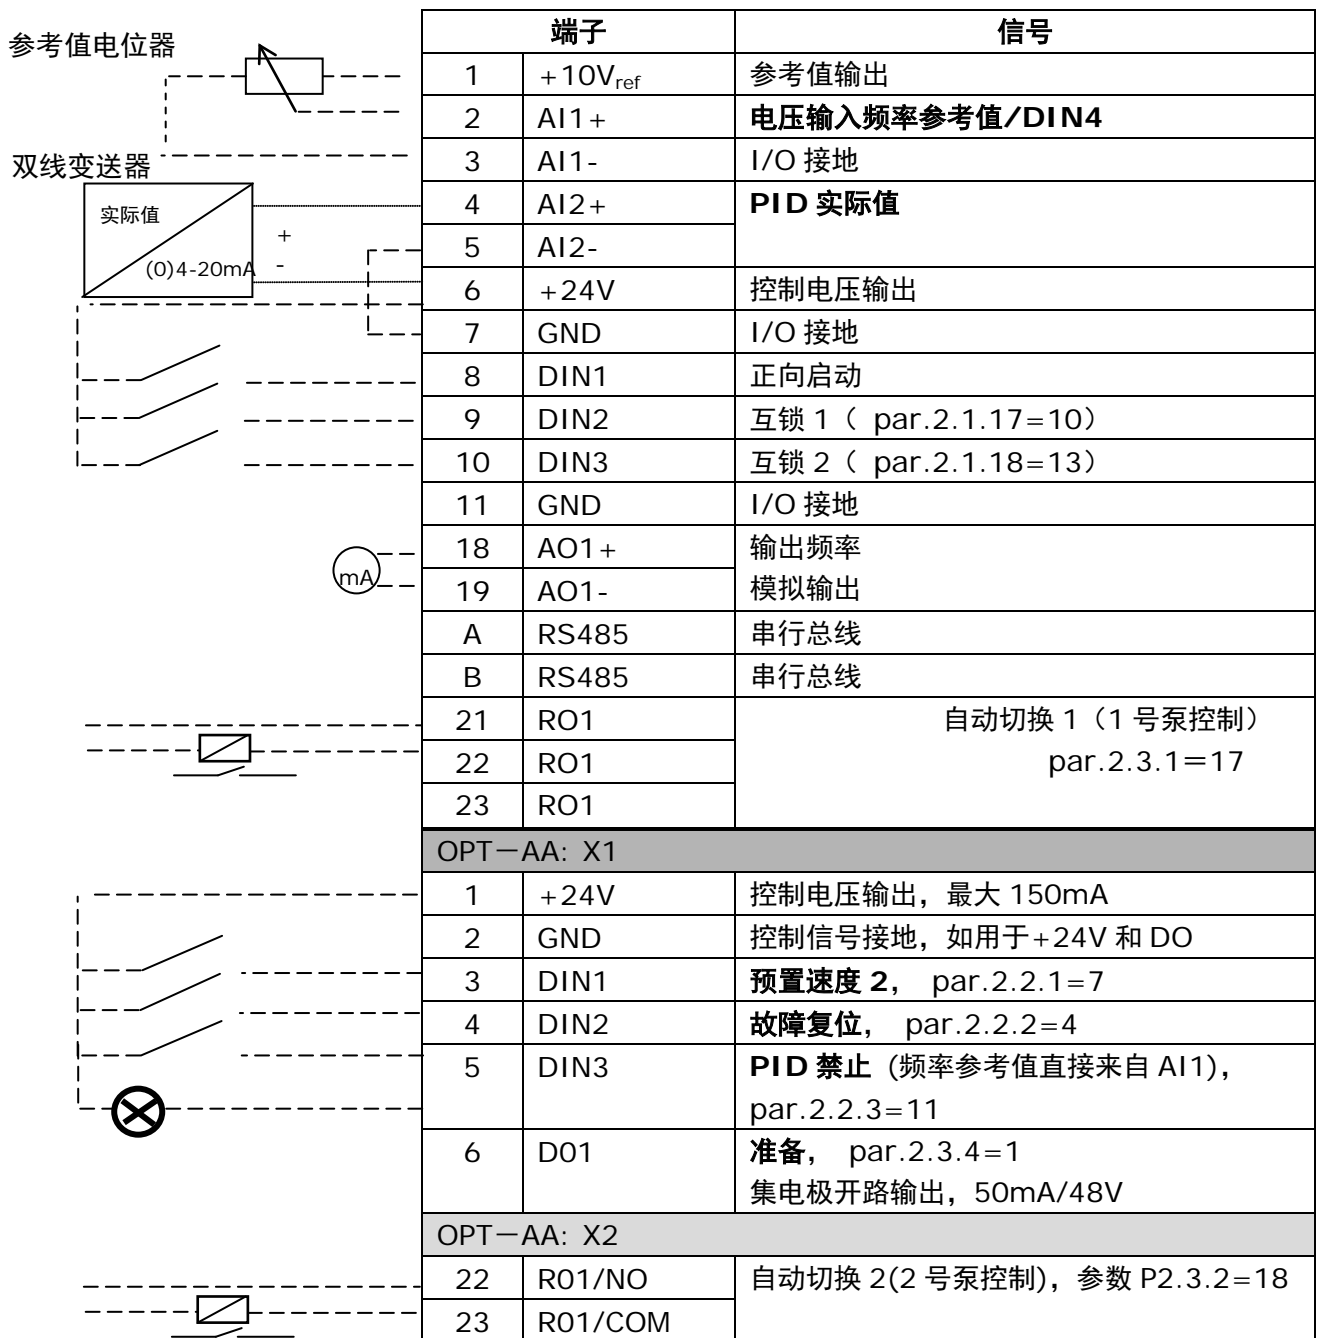 参考值电位器
双线变送器
实际值
(0)4-20mA
+
-
mA
端子 信号
1 +10Vref 参考值输出
2 AI1+ 电压输入频率参考值/DIN4
3 AI1- I/O 接地
4 AI2+ PID 实际值
5 AI2-
6 +24V 控制电压输出
7 GND I/O 接地
8 DIN1 正向启动
9 DIN2 互锁 1（ par.2.1.17=10）
10 DIN3 互锁 2（ par.2.1.18=13）
11 GND I/O 接地
18 AO1+ 输出频率
19 AO1- 模拟输出
A RS485 串行总线
B RS485 串行总线
21 RO1 自动切换 1（1 号泵控制）
22 RO1 par.2.3.1＝17
23 RO1
OPT－AA: X1
1 +24V 控制电压输出，最大 150mA
2 GND 控制信号接地，如用于+24V 和 DO
3 DIN1 预置速度 2， par.2.2.1=7
4 DIN2 故障复位， par.2.2.2=4
5 DIN3 PID 禁止 (频率参考值直接来自 AI1)，
par.2.2.3=11
6 D01 准备， par.2.3.4=1
集电极开路输出，50mA/48V
OPT－AA: X2
22 R01/NO 自动切换 2(2 号泵控制)，参数 P2.3.2=18
23 R01/COM